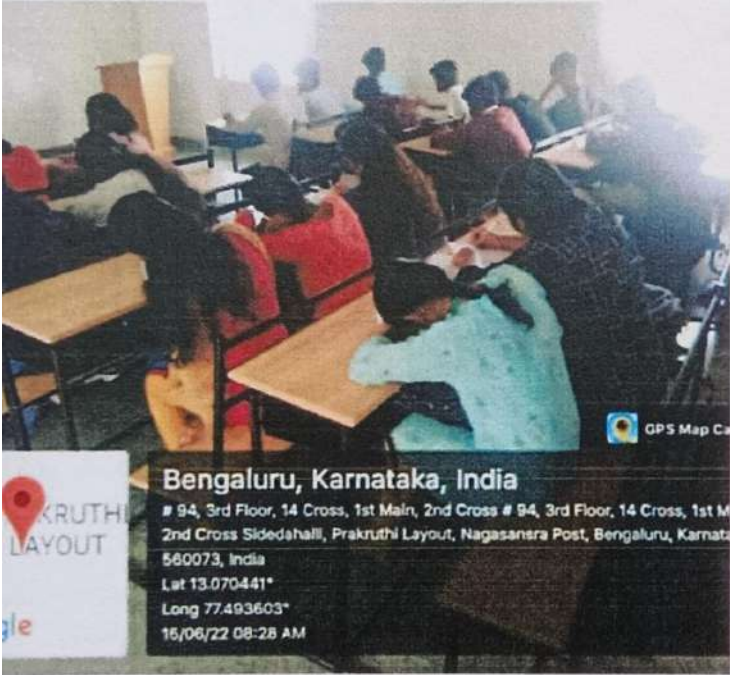 GPS Map Ca
KRUTHI
LAYOUT
gle
Bengaluru, Karnataka, India
# 94, 3rd Floor, 14 Cross, 1st Main, 2nd Cross # 94, 3rd Floor, 14 Cross, 1st M
2nd Cross Sidedahalli, Prakruthi Layout, Nagasansra Post, Bengaluru, Karnata
560073, India
Lat 13.070441°
Long 77.493603°
16/06/22 08:28 AM